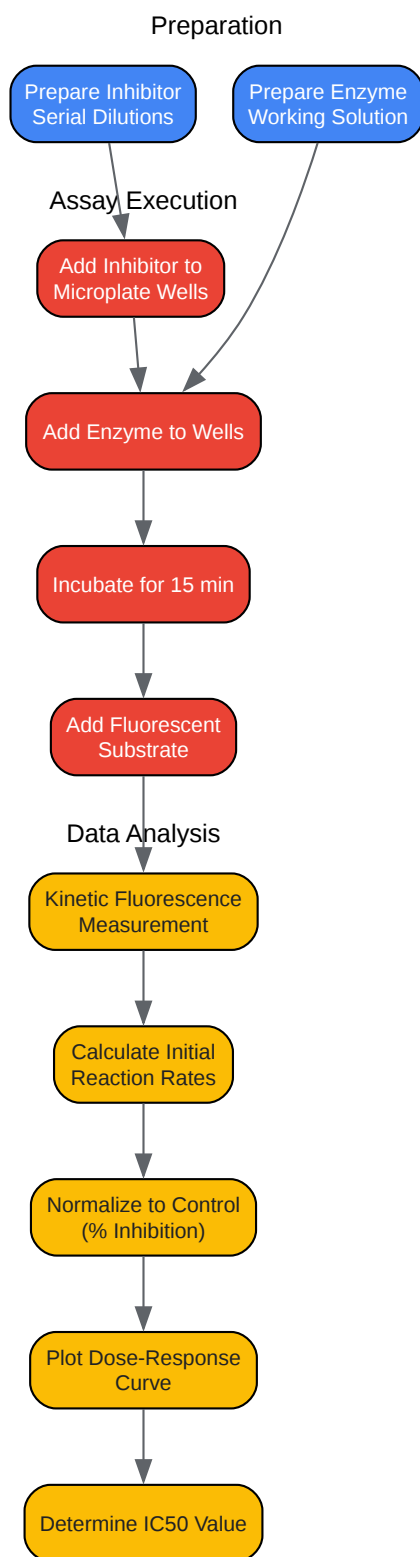 Preparation
Prepare Inhibitor
Serial Dilutions
Prepare Enzyme
Working Solution
Assay Execution
Add Inhibitor to
Microplate Wells
Add Enzyme to Wells
Incubate for 15 min
Add Fluorescent
Substrate
Data Analysis
Kinetic Fluorescence
Measurement
Calculate Initial
Reaction Rates
Normalize to Control
(% Inhibition)
Plot Dose-Response
Curve
Determine IC50 Value